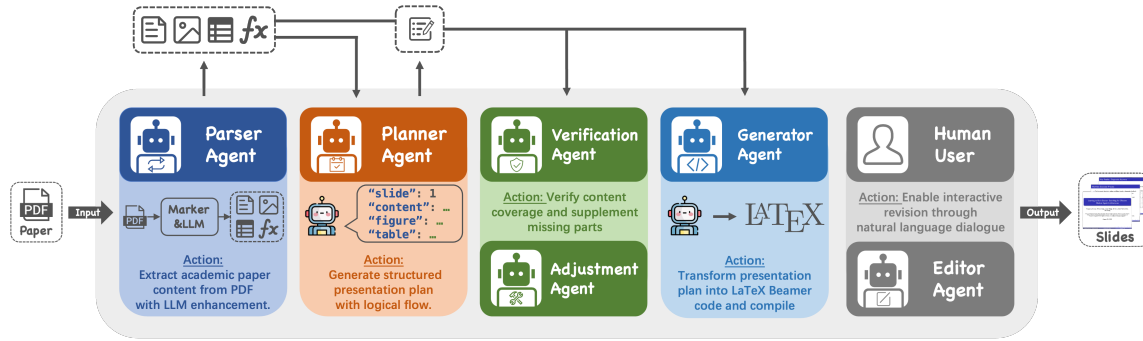 fx
Parser
Agent
PDF
Marker
&LLM
fx
Action:
Extract academic paper
content from PDF
with LLM enhancement.
Planner
Agent
“slide”: 1
“content”: …
“figure”: …
“table”: …
Action:
Generate structured
presentation plan
with logical flow.
Verification
Agent
Action: Verify content
coverage and supplement
missing parts
Adjustment
Agent
Generator
Agent
</>
LATEX
Action:
Transform presentation
plan into LaTeX Beamer
code and compile
Human
User
Action: Enable interactive
revision through
natural language dialogue
Editor
Agent
PDF
Paper
Input
Output
Slides